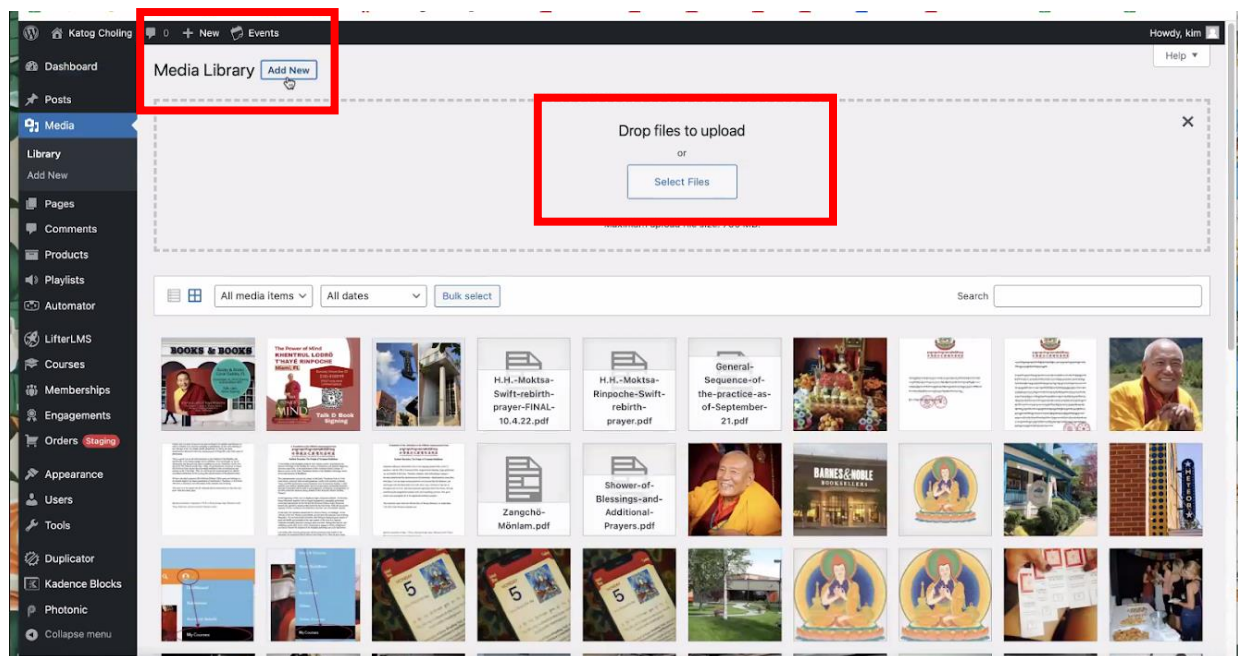 Katog Choling
0
New
Events
Howdy, kim
Help
Dashboard
Posts
Media
Library
Add New
Pages
Comments
Products
Playlists
Automator
LifterLMS
Courses
Memberships
Engagements
Orders Staging
Appearance
Users
Tools
Duplicator
Kadence Blocks
Photonic
Collapse menu
Media Library Add New
Drop files to upload
or
Select Files
All media items
All dates
Bulk select
Search
BOOKS & BOOKS
The Power of Mind
KHENTRUL LODRÖ
T'HAYÉ RINPOCHE
Miami, FL
MIND
Talk & Book
Signing
H.H.-Moktsa-
Swift-rebirth-
prayer-FINAL-
10.4.22.pdf
H.H.-Moktsa-
Rinpoche-Swift-
rebirth-
prayer.pdf
General-
Sequence-of-
the-practice-as-
of-September-
21.pdf
Zangchö-
Mönlam.pdf
Shower-of-
Blessings-and-
Additional-
Prayers.pdf
BARNES & NOBLE
BOOKSELLERS
METEOR
My Courses
My Courses
5
5
5